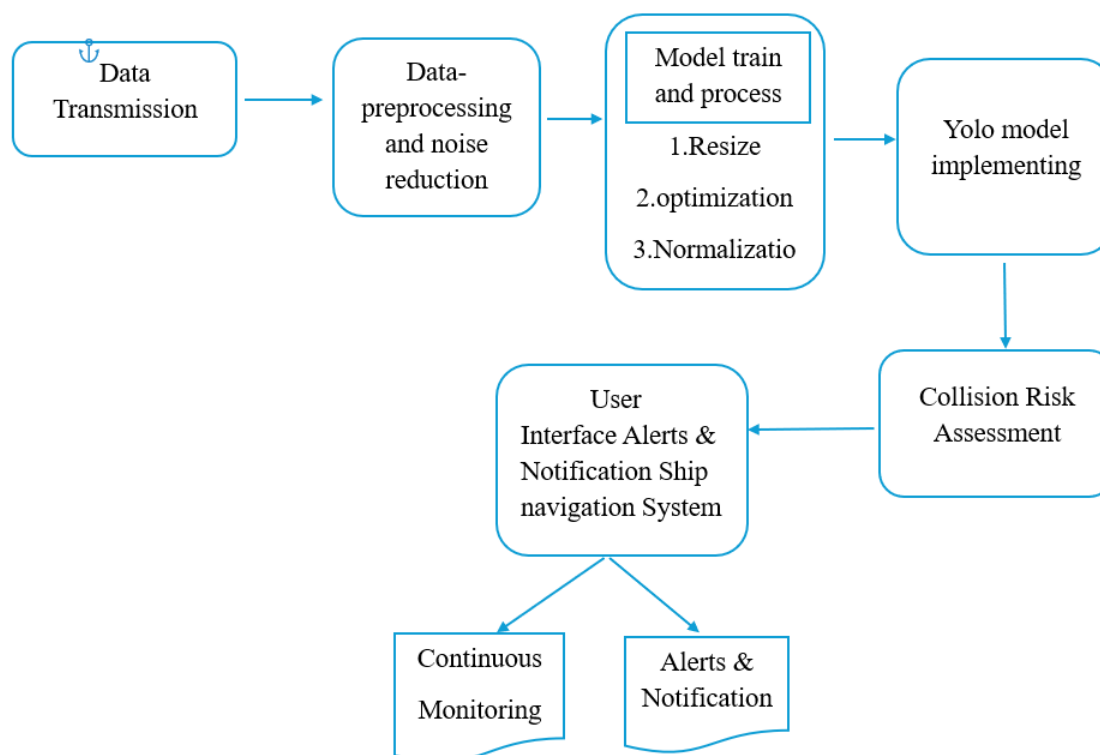 Data
Transmission
Data-
preprocessing
and noise
reduction
Model train
and process
1.Resize
2.optimization
3.Normalizatio
Yolo model
implementing
Collision Risk
Assessment
User
Interface Alerts &
Notification Ship
navigation System
Continuous
Monitoring
Alerts &
Notification